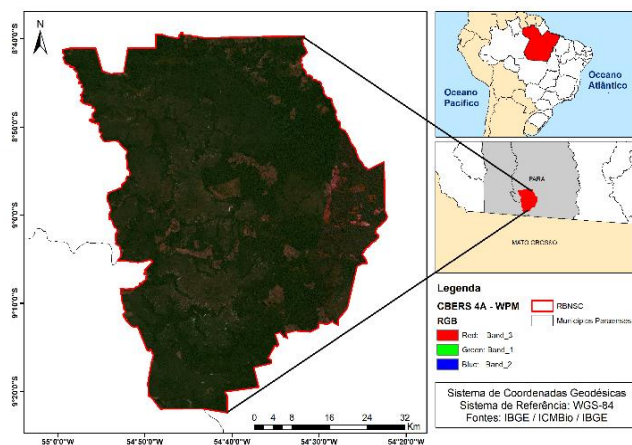 N
8°40'0"S
8°50'0"S
9°0'0"S
9°10'0"S
9°20'0"S
55°0'0"W
54°50'0"W
54°40'0"W
54°30'0"W
54°20'0"W
0 4 8 16 24 32
Km
Oceano
Pacífico
Oceano
Atlântico
PARÁ
MATO GROSSO
Legenda
CBERS 4A - WPM
RGB
Red: Band_3
Green: Band_1
Blue: Band_2
RBNSC
Municípios Paraenses
Sistema de Coordenadas Geodésicas
Sistema de Referência: WGS-84
Fontes: IBGE / ICMBio / IBGE